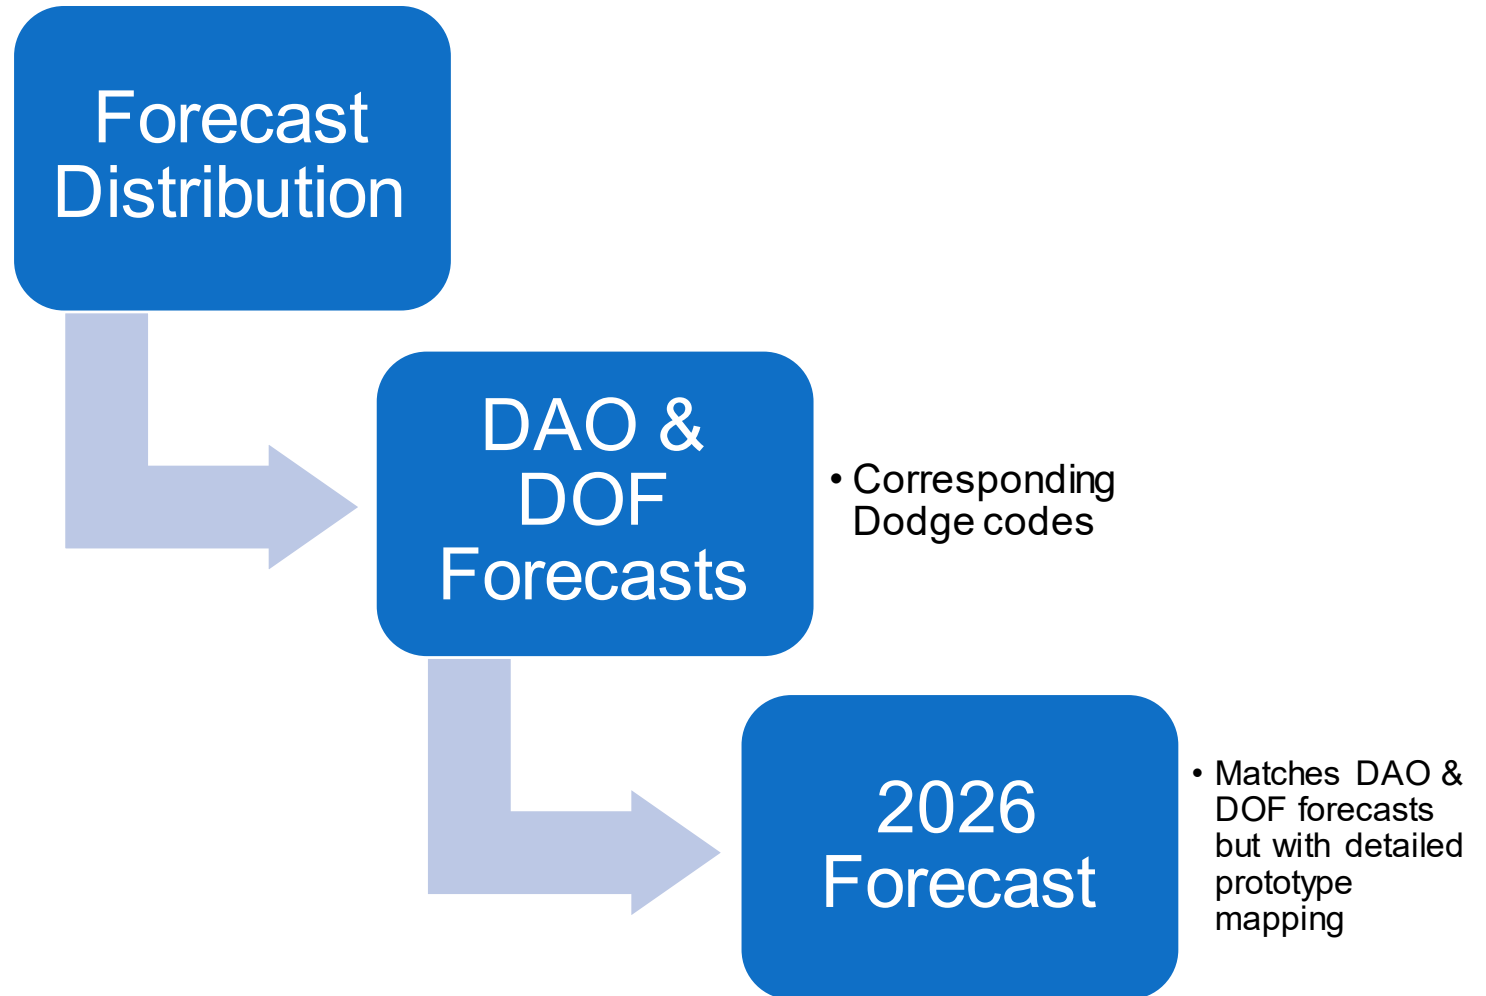 Forecast
Distribution
DAO &
DOF
Forecasts
• Corresponding
Dodge codes
2026
Forecast
• Matches DAO &
DOF forecasts
but with detailed
prototype
mapping